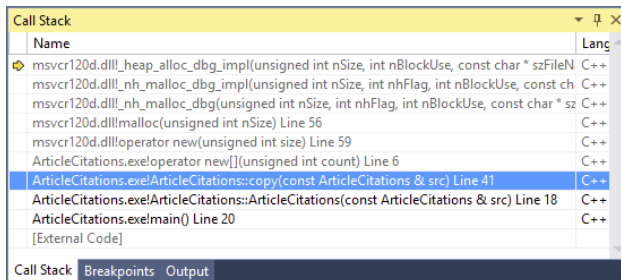 Call Stack
Name Lang
msvcr120d.dll!_heap_alloc_dbg_impl(unsigned int nSize, int nBlockUse, const char * szFileN C++
msvcr120d.dll!_nh_malloc_dbg_impl(unsigned int nSize, int nhFlag, int nBlockUse, const ch C++
msvcr120d.dll!_nh_malloc_dbg(unsigned int nSize, int nhFlag, int nBlockUse, const char * sz C++
msvcr120d.dll!malloc(unsigned int nSize) Line 56 C++
msvcr120d.dll!operator new(unsigned int size) Line 59 C++
ArticleCitations.exe!operator new[](unsigned int count) Line 6 C++
ArticleCitations.exe!ArticleCitations::copy(const ArticleCitations & src) Line 41 C++
ArticleCitations.exe!ArticleCitations::ArticleCitations(const ArticleCitations & src) Line 18 C++
ArticleCitations.exe!main() Line 20 C++
[External Code]
Call Stack Breakpoints Output